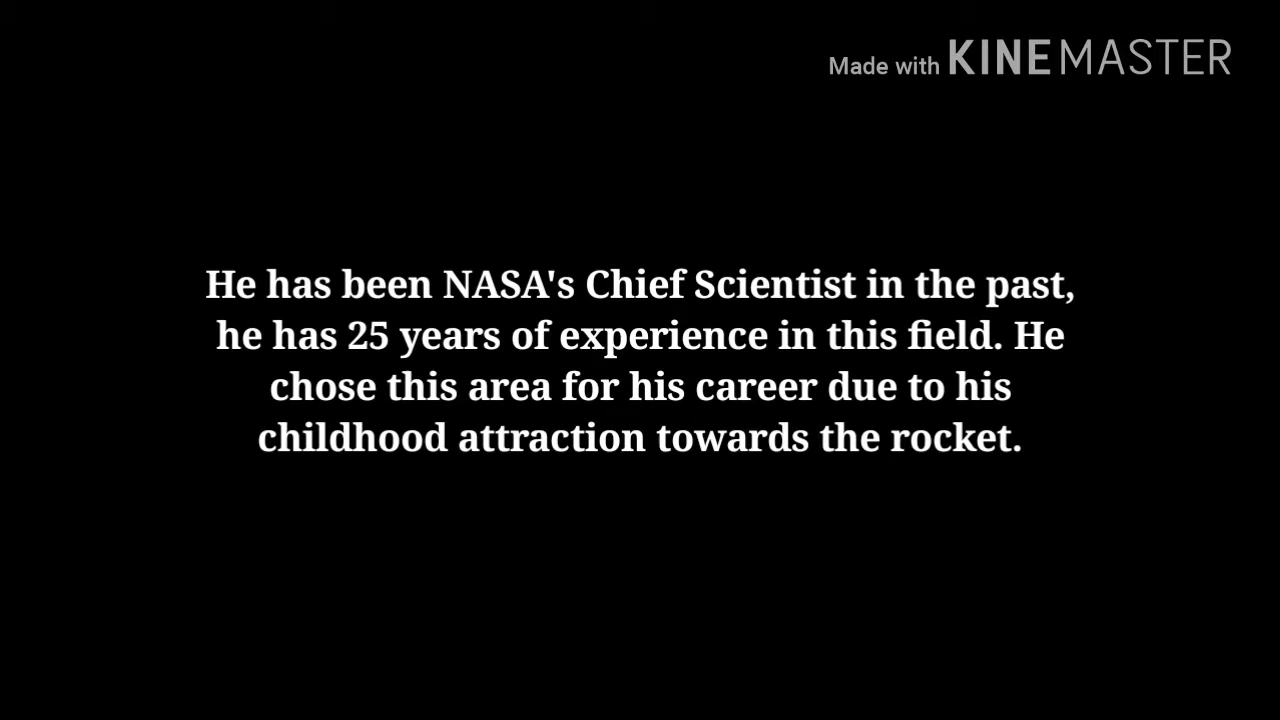 Made with KINEMASTER
He has been NASA's Chief Scientist in the past,
he has 25 years of experience in this field. He
chose this area for his career due to his
childhood attraction towards the rocket.